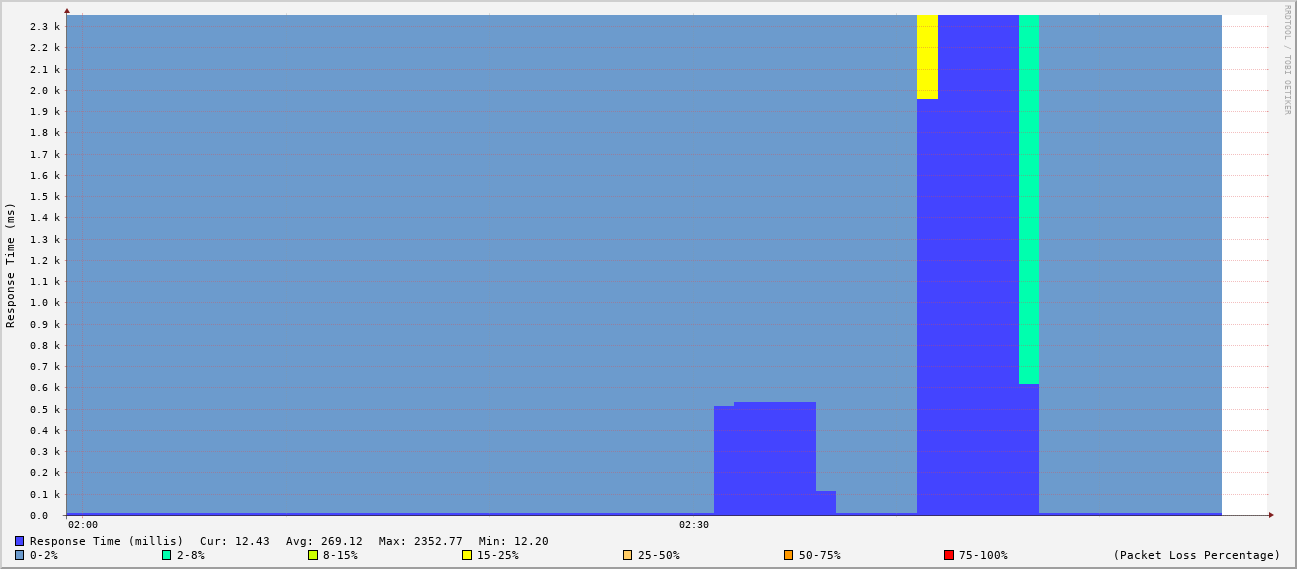 RRDTOOL / TOBI OETIKER
Response Time (ms)
2.3 k
2.2 k
2.1 k
2.0 k
1.9 k
1.8 k
1.7 k
1.6 k
1.5 k
1.4 k
1.3 k
1.2 k
1.1 k
1.0 k
0.9 k
0.8 k
0.7 k
0.6 k
0.5 k
0.4 k
0.3 k
0.2 k
0.1 k
0.0
02:00 02:30
Response Time (millis) Cur: 12.43 Avg: 269.12 Max: 2352.77 Min: 12.20
0-2% 2-8% 8-15% 15-25% 25-50% 50-75% 75-100% (Packet Loss Percentage)